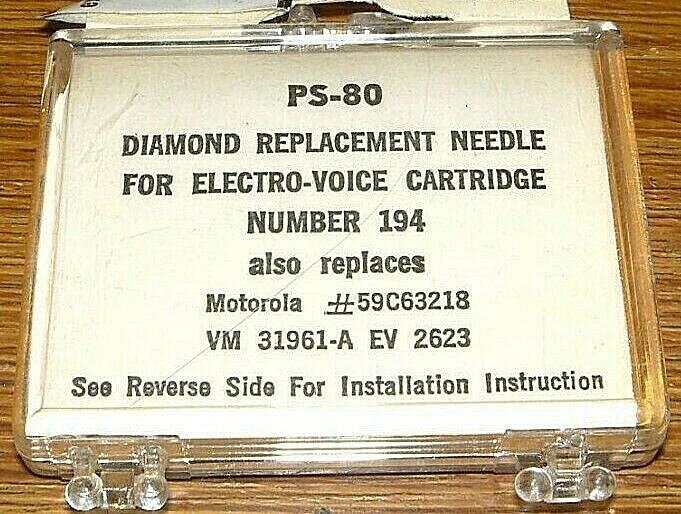 PS-80
DIAMOND REPLACEMENT NEEDLE
FOR ELECTRO-VOICE CARTRIDGE
NUMBER 194
also replaces
Motorola #59C63218
VM 31961-A EV 2623
See Reverse Side For Installation Instruction